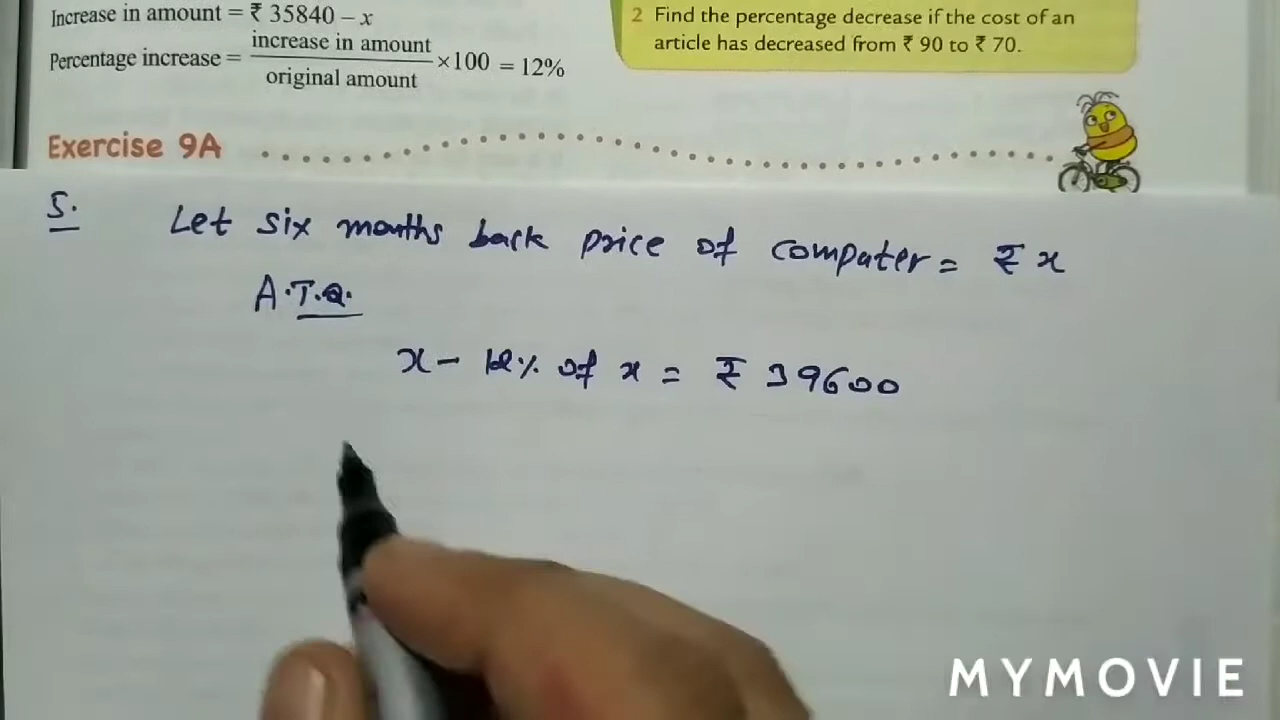 Increase in amount = ₹ 35840 – x
Percentage increase = increase in amount / original amount ×100 = 12%
2 Find the percentage decrease if the cost of an
article has decreased from ₹ 90 to ₹ 70.
Exercise 9A
5. Let six months back price of computer = ₹ x
A.T.Q.
x – 12% of x = ₹ 39600
MYMOVIE